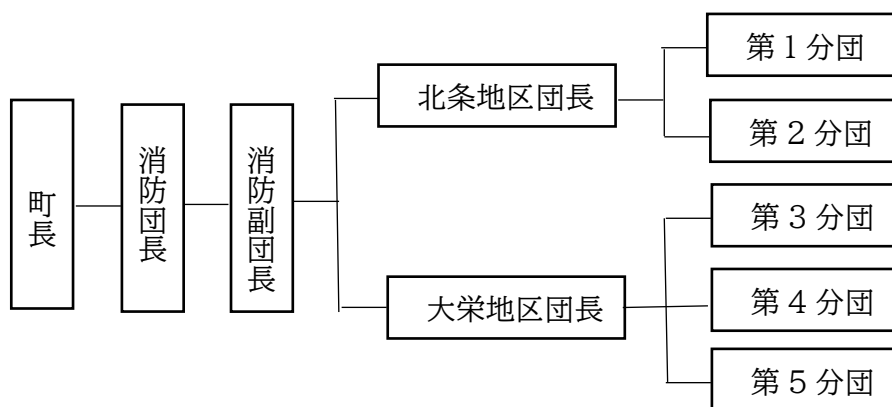 町長
消防団長
消防副団長
北条地区団長
大栄地区団長
第１分団
第２分団
第３分団
第４分団
第５分団